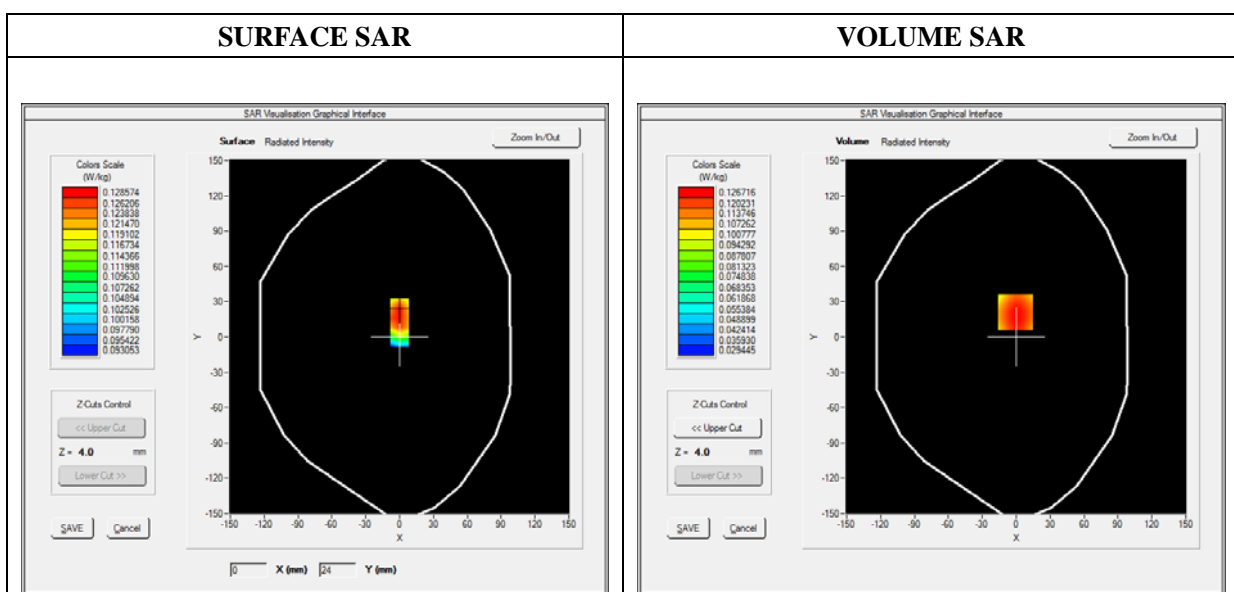 SURFACE SAR
VOLUME SAR
SAR Visualisation Graphical Interface
Surface Radiated Intensity
Zoom In/Out
Colors Scale
(W/kg)
0.128574
0.126206
0.123838
0.121470
0.119102
0.116734
0.114366
0.111998
0.109630
0.107262
0.104894
0.102526
0.100158
0.097790
0.095422
0.093053
Z-Cuts Control
<< Upper Cut
Z = 4.0 mm
Lower Cut >>
SAVE Cancel
150
120
90
60
30
0
-30
-60
-90
-120
-150
Y
-150 -120 -90 -60 -30 0 30 60 90 120 150
X
0 X (mm) 24 Y (mm)
SAR Visualisation Graphical Interface
Volume Radiated Intensity
Zoom In/Out
Colors Scale
(W/kg)
0.126716
0.120231
0.113746
0.107262
0.100777
0.094292
0.087807
0.081323
0.074838
0.068353
0.061868
0.055384
0.048899
0.042414
0.035930
0.029445
Z-Cuts Control
<< Upper Cut
Z = 4.0 mm
Lower Cut >>
SAVE Cancel
150
120
90
60
30
0
-30
-60
-90
-120
-150
Y
-150 -120 -90 -60 -30 0 30 60 90 120 150
X